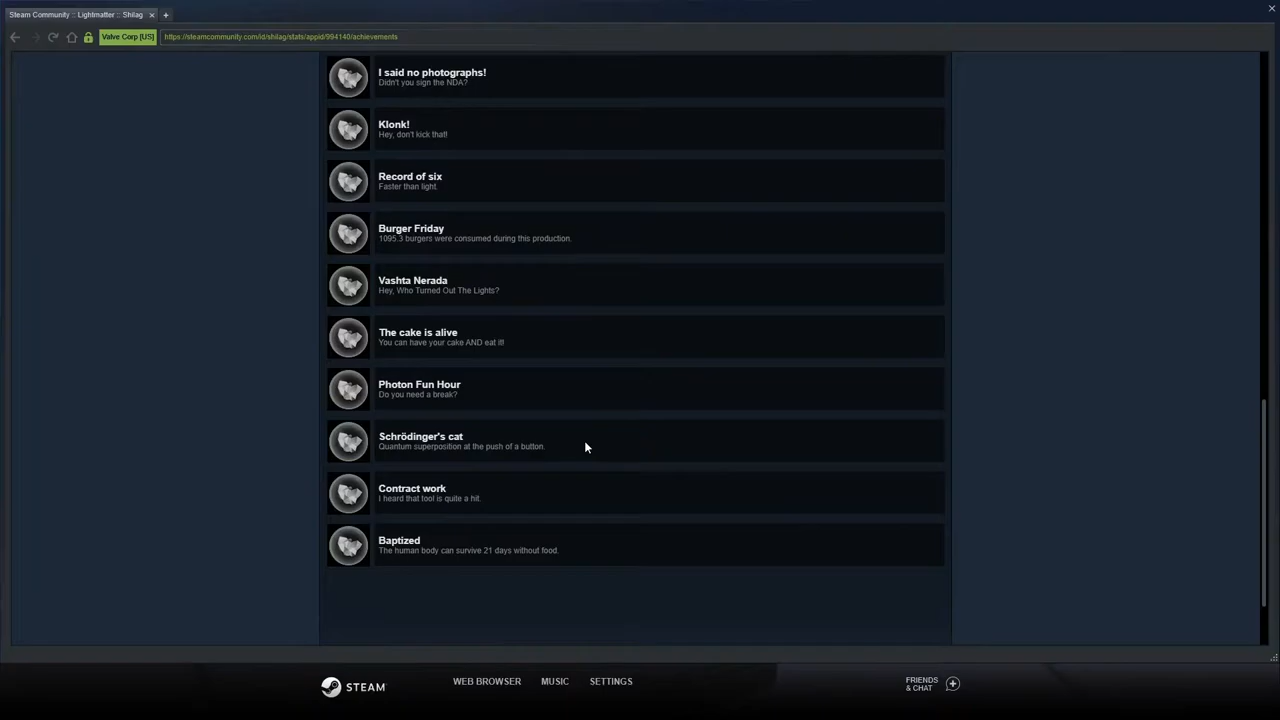 Steam Community :: Lightmatter :: Shilag
Valve Corp [US]
https://steamcommunity.com/id/shilag/stats/appid/994140/achievements
I said no photographs!
Didn't you sign the NDA?
Klonk!
Hey, don't kick that!
Record of six
Faster than light.
Burger Friday
1095.3 burgers were consumed during this production.
Vashta Nerada
Hey, Who Turned Out The Lights?
The cake is alive
You can have your cake AND eat it!
Photon Fun Hour
Do you need a break?
Schrödinger's cat
Quantum superposition at the push of a button.
Contract work
I heard that tool is quite a hit.
Baptized
The human body can survive 21 days without food.
STEAM
WEB BROWSER
MUSIC
SETTINGS
FRIENDS
& CHAT